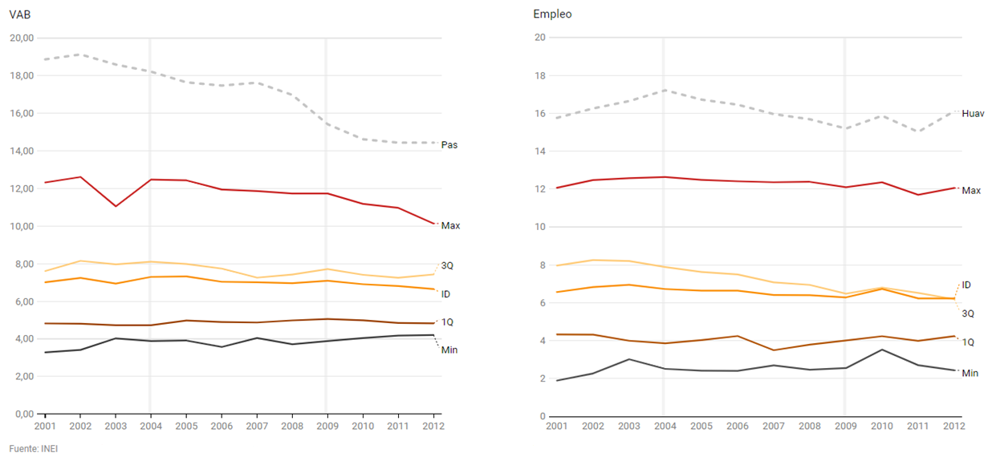 VAB
20,00
18,00
16,00
14,00
12,00
10,00
8,00
6,00
4,00
2,00
0,00
Pas
Max
3Q
ID
1Q
Min
2001 2002 2003 2004 2005 2006 2007 2008 2009 2010 2011 2012
Fuente: INEI
Empleo
20
18
16
14
12
10
8
6
4
2
0
Huav
Max
ID
3Q
1Q
Min
2001 2002 2003 2004 2005 2006 2007 2008 2009 2010 2011 2012